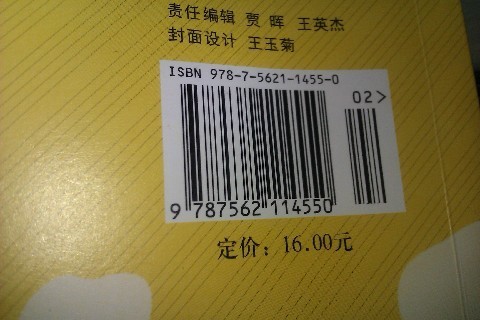 责任编辑 贾 晖 王英杰
封面设计 王玉菊
ISBN 978-7-5621-1455-0
02>
9 787562 114550
定价：16.00元